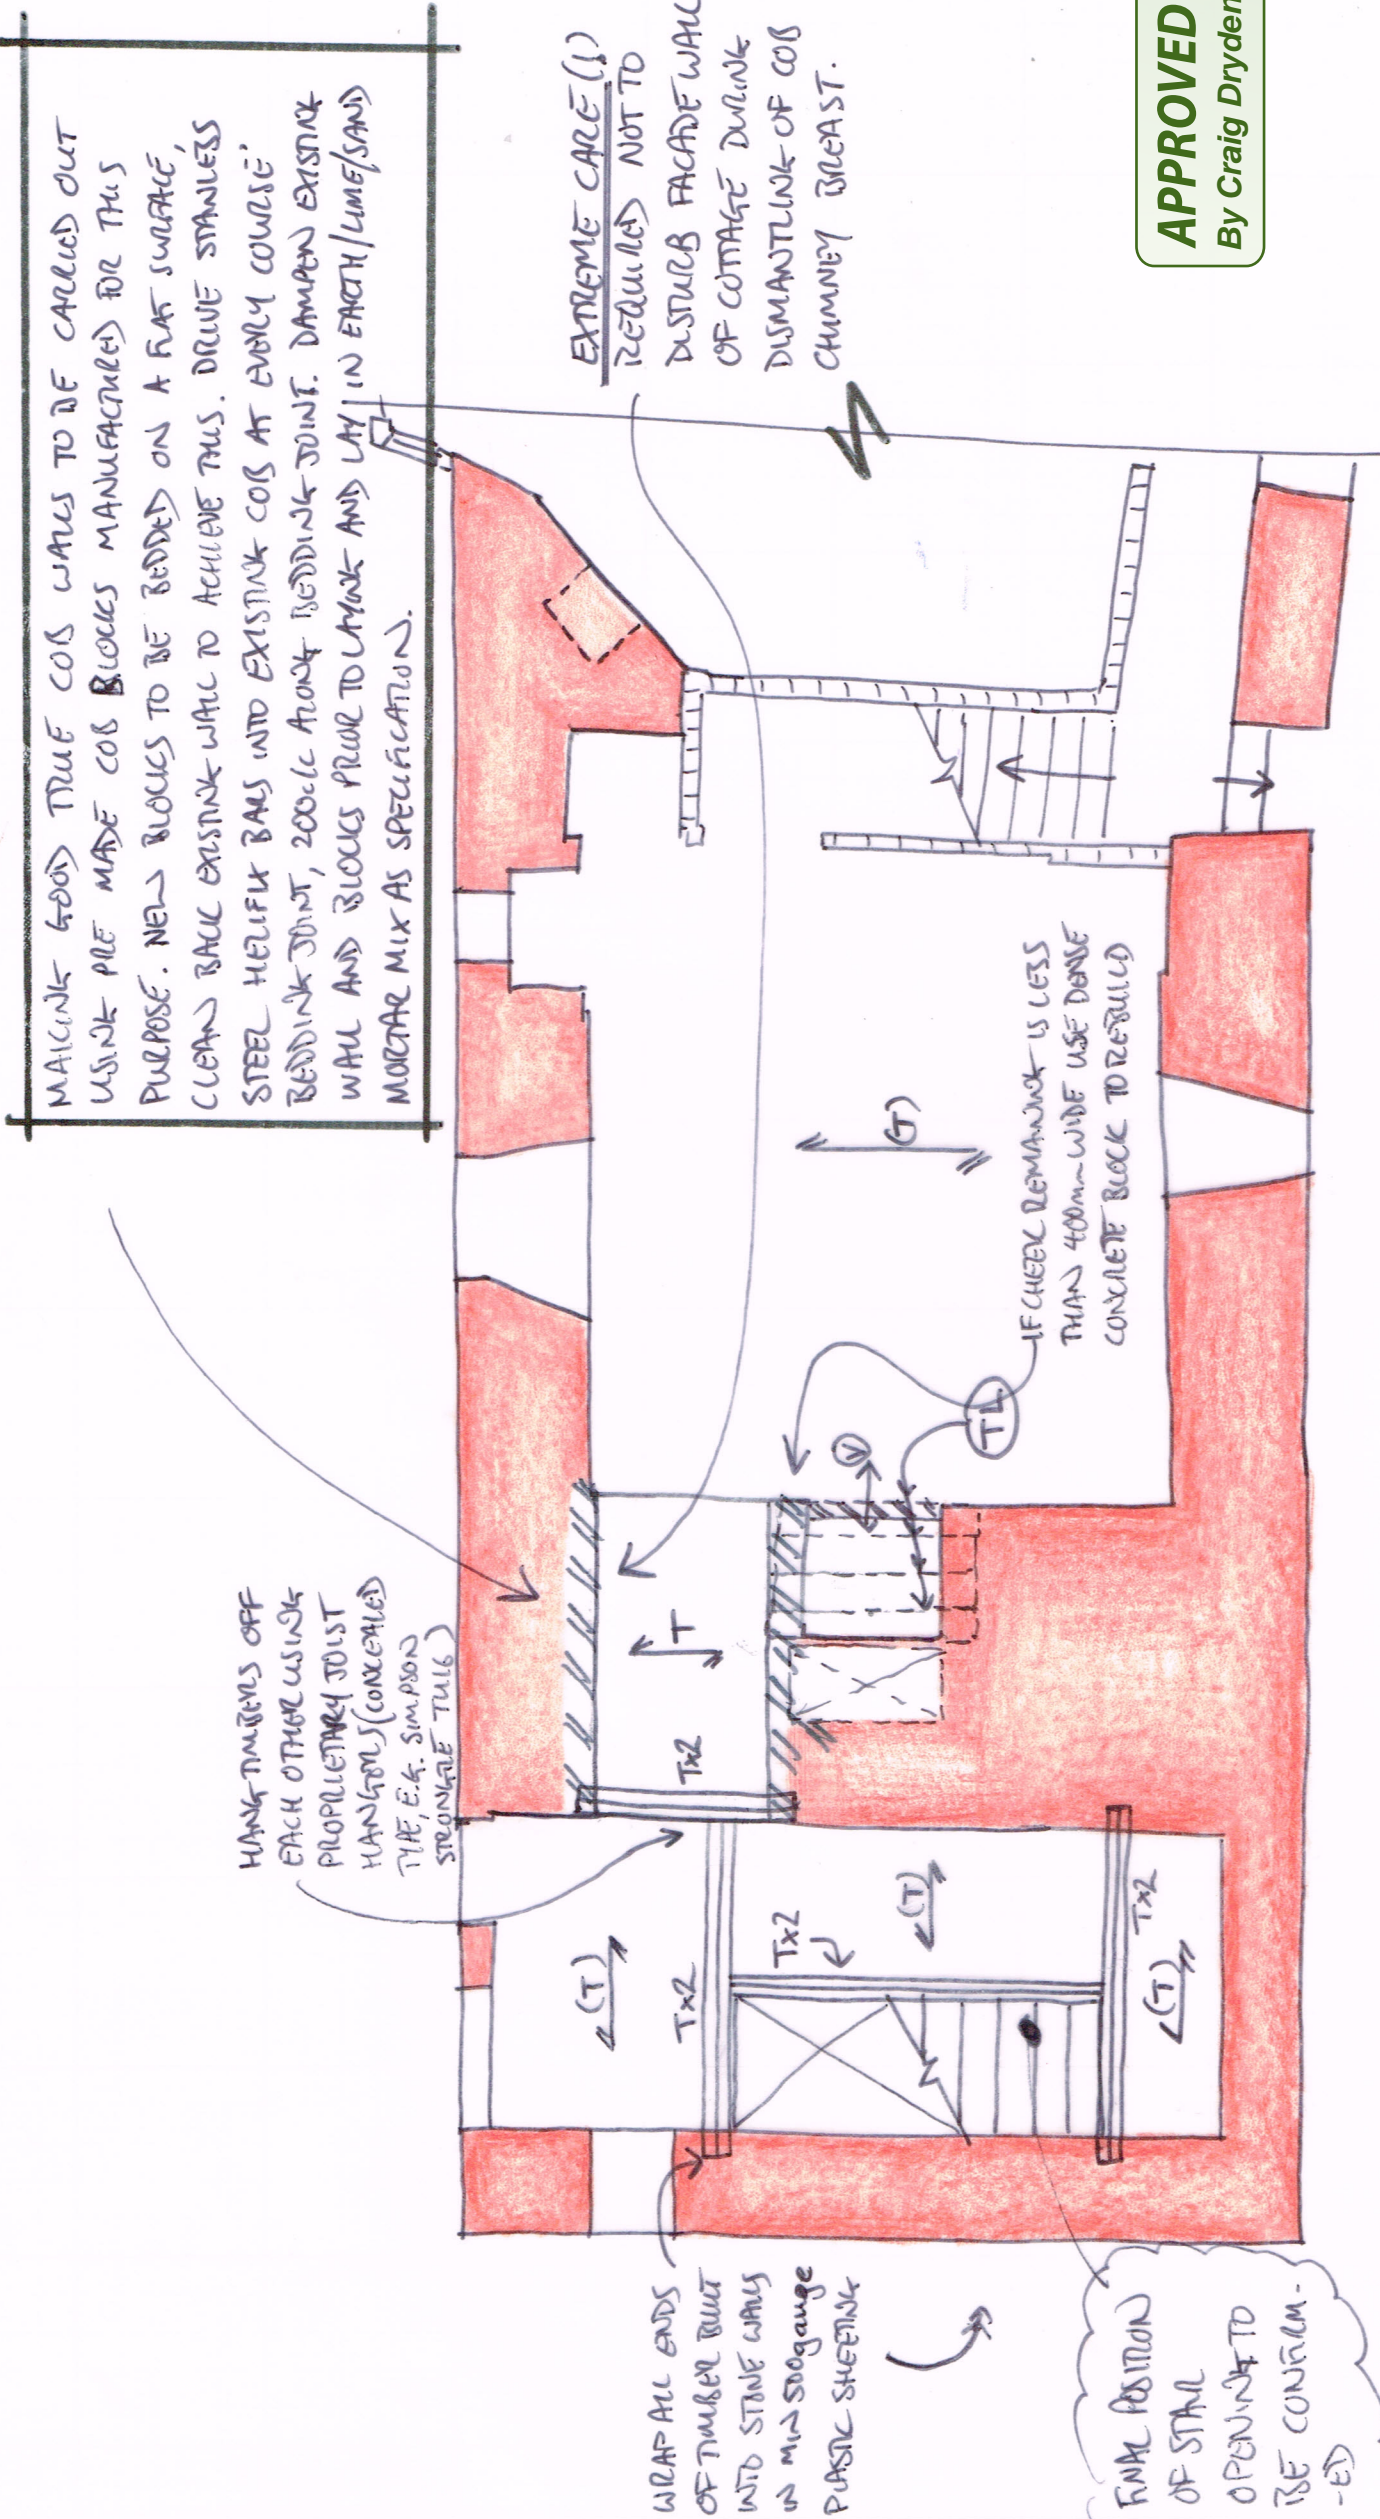 MAKING GOOD TRUE COB WALLS TO BE CARRIED OUT
USING PRE MADE COB BLOCKS MANUFACTURED FOR THIS
PURPOSE. NEW BLOCKS TO BE BEDDED ON A FLAT SURFACE,
CLEAN BACK EXISTING WALL TO ACHIEVE THIS. DRIVE STANLESS
STEEL HELIFIX BARS INTO EXISTING COB AT EVERY COURSE'
BEDDING JOINT, 200c/c ALONG BEDDING JOINT. DAMPEN EXISTING
WALL AND BLOCKS PRIOR TO LAYING AND LAY IN EARTH/LIME/SAND
MORTAR MIX AS SPECIFICATION.
EXTREME CARE (!)
REQUIRED NOT TO
DISTURB FACADE WALL
OF COTTAGE DURING
DISMANTLING OF COB
CHIMNEY BREAST.
APPROVED
By Craig Dryden
HANG TIMBERS OFF
EACH OTHER USING
PROPRIETARY JOIST
HANGERS (CONCEALED
TYPE, E.G. SIMPSON
STRONGTIE TU16)
IF CHEEK REMAINING IS LESS
THAN 400mm WIDE USE DENSE
CONCRETE BLOCK TO REBUILD
(T)
TL
V
T
Tx2
(T)
Tx2
Tx2
(T)
Tx2
(T)
WRAP ALL ENDS
OF TIMBER BUILT
INTO STONE WALLS
IN MIN 500gauge
PLASTIC SHEETING
FINAL POSITION
OF STAIR
OPENING TO
BE CONFIRM-
-ED